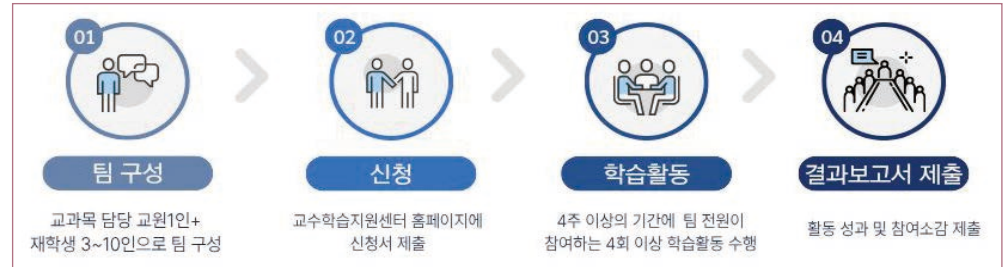 01
팀 구성
교과목 담당 교원1인+
재학생 3~10인으로 팀 구성
02
신청
교수학습지원센터 홈페이지에
신청서 제출
03
학습활동
4주 이상의 기간에 팀 전원이
참여하는 4회 이상 학습활동 수행
04
결과보고서 제출
활동 성과 및 참여소감 제출